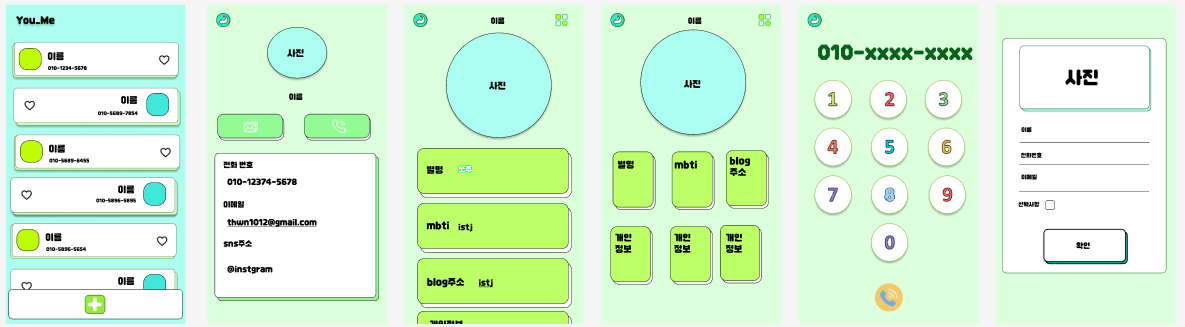 You_Me
이름
010-1234-5678
이름
010-5689-7854
이름
010-5689-6455
이름
010-5896-5895
이름
010-5896-5654
이름
사진
이름
전화 번호
010-12374-5678
이메일
thwn1012@gmail.com
sns주소
@instgram
이름
사진
별명
mbti istj
blog주소 istj
개인정보
이름
사진
별명
mbti
blog
주소
개인
정보
개인
정보
개인
정보
010-xxxx-xxxx
1 2 3
4 5 6
7 8 9
0
사진
이름
전화번호
이메일
선택사항
확인